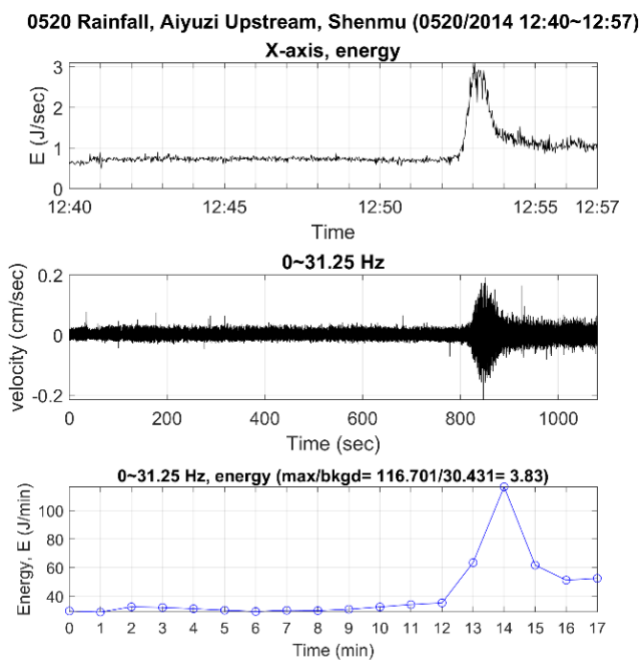 0520 Rainfall, Aiyuzi Upstream, Shenmu (0520/2014 12:40~12:57)
X-axis, energy
E (J/sec)
3
2
1
0
12:40 12:45 12:50 12:55 12:57
Time
0~31.25 Hz
velocity (cm/sec)
0.2
0
-0.2
0 200 400 600 800 1000
Time (sec)
0~31.25 Hz, energy (max/bkgd= 116.701/30.431= 3.83)
Energy, E (J/min)
100
80
60
40
0 1 2 3 4 5 6 7 8 9 10 11 12 13 14 15 16 17
Time (min)